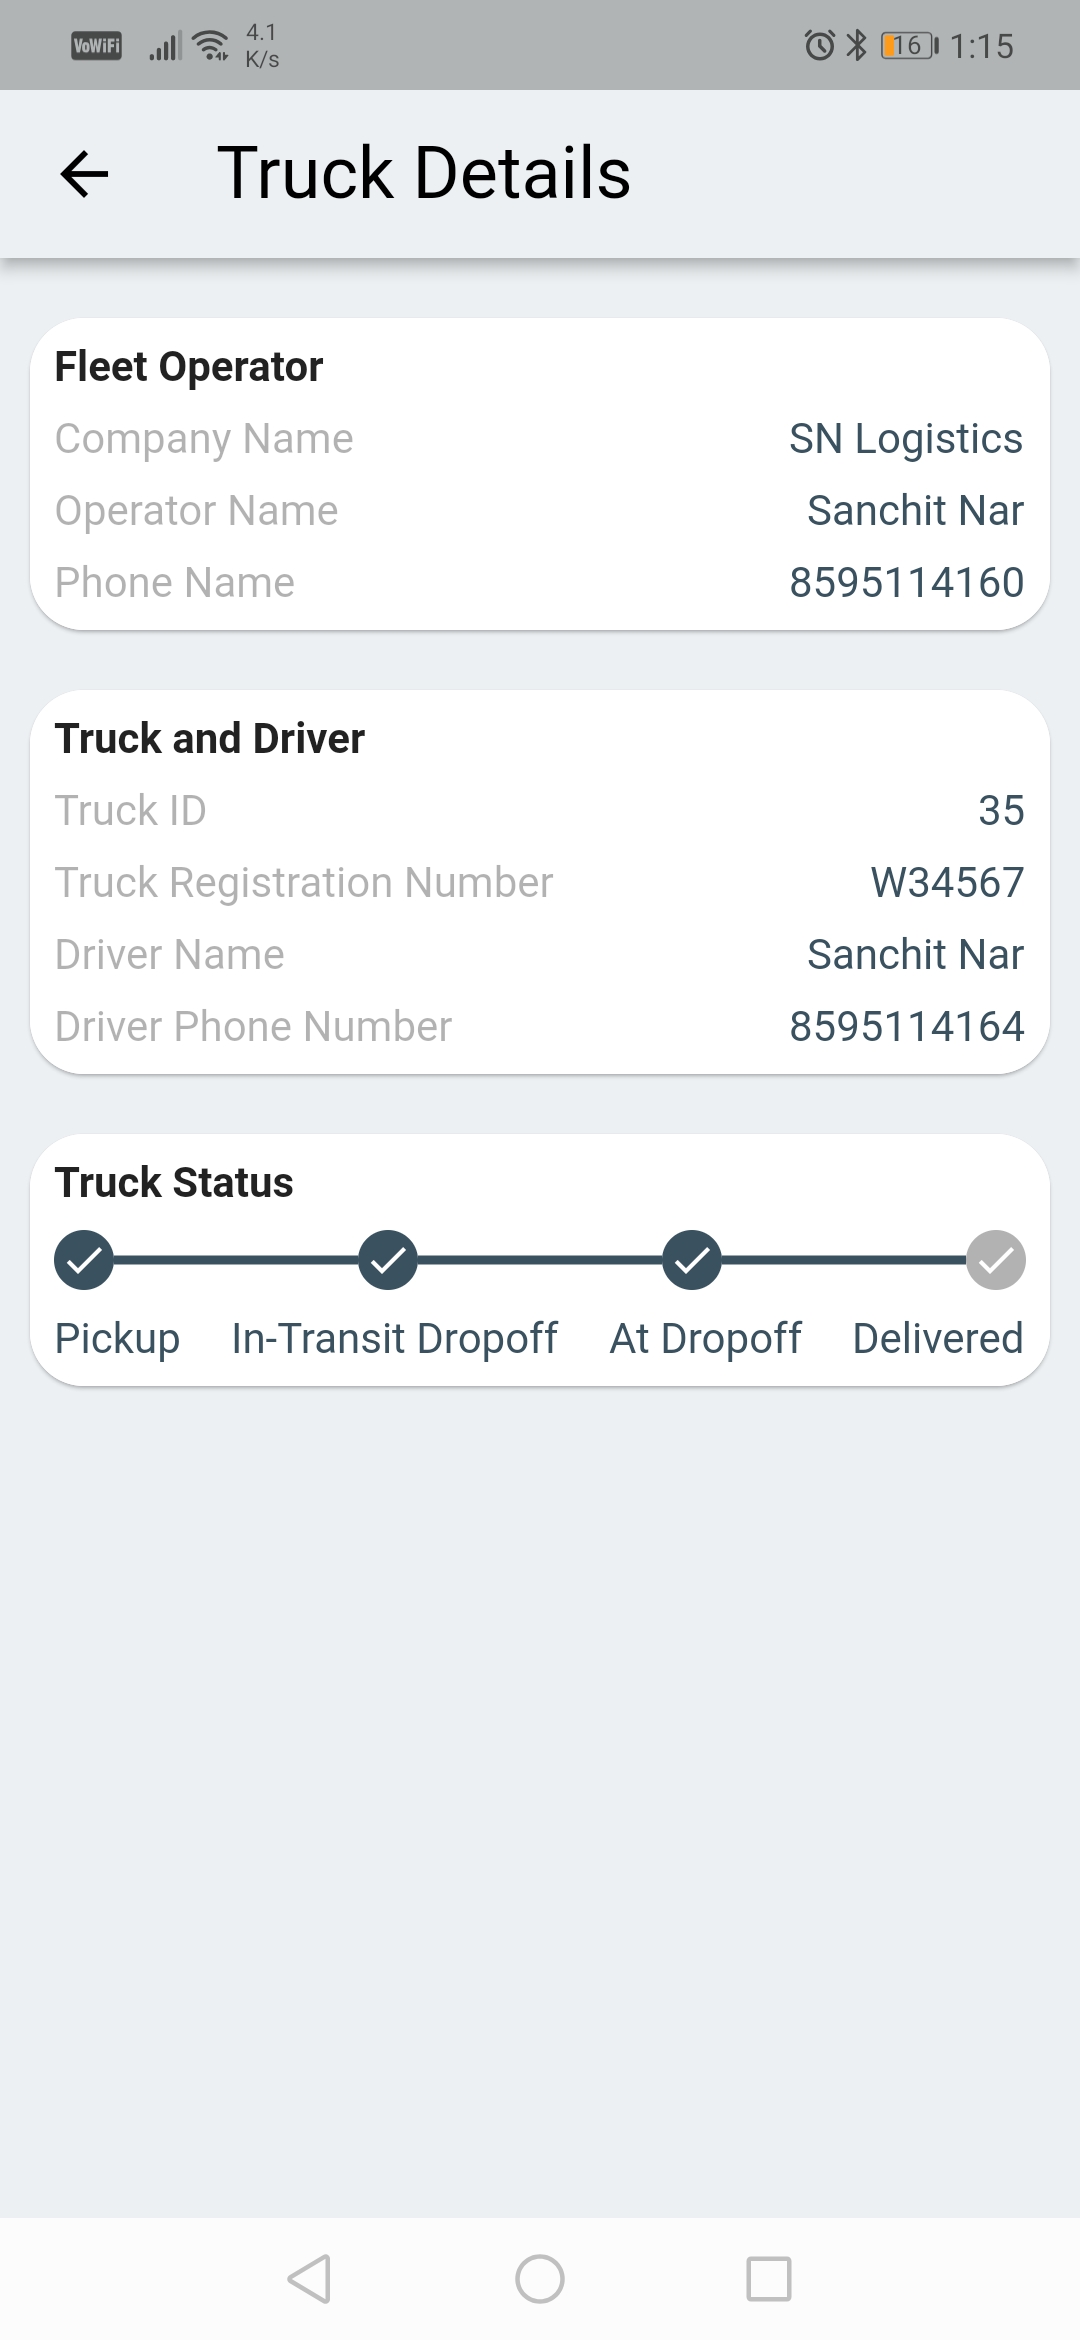 VoWiFi 4.1 K/s 16 1:15
Truck Details
Fleet Operator
Company Name SN Logistics
Operator Name Sanchit Nar
Phone Name 8595114160
Truck and Driver
Truck ID 35
Truck Registration Number W34567
Driver Name Sanchit Nar
Driver Phone Number 8595114164
Truck Status
Pickup In-Transit Dropoff At Dropoff Delivered